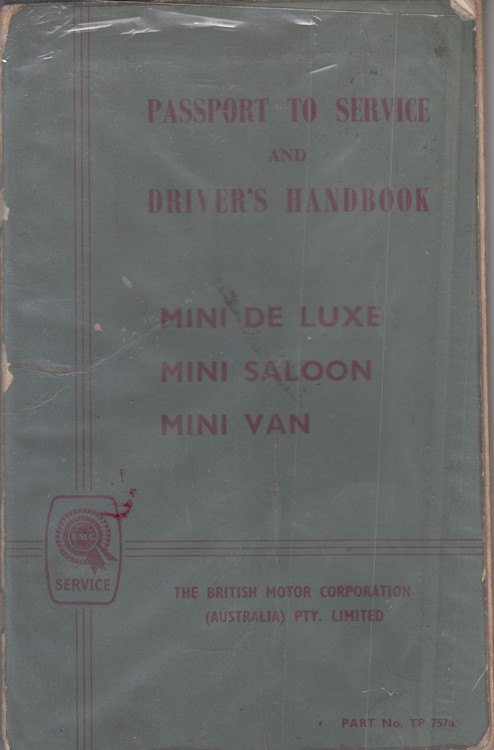 PASSPORT TO SERVICE
AND
DRIVER'S HANDBOOK
MINI DE LUXE
MINI SALOON
MINI VAN
BMC
SERVICE
THE BRITISH MOTOR CORPORATION
(AUSTRALIA) PTY. LIMITED
PART No. TP 757a